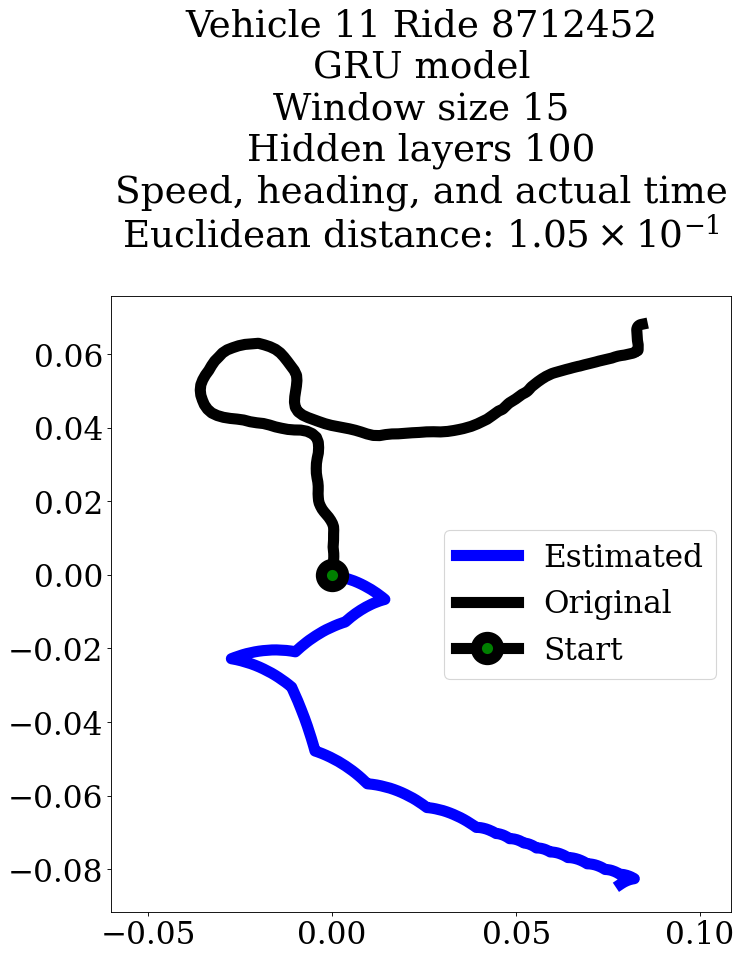 Vehicle 11 Ride 8712452
GRU model
Window size 15
Hidden layers 100
Speed, heading, and actual time
Euclidean distance: 1.05 × 10⁻¹
0.06
0.04
0.02
0.00
−0.02
−0.04
−0.06
−0.08
Estimated
Original
Start
−0.05
0.00
0.05
0.10